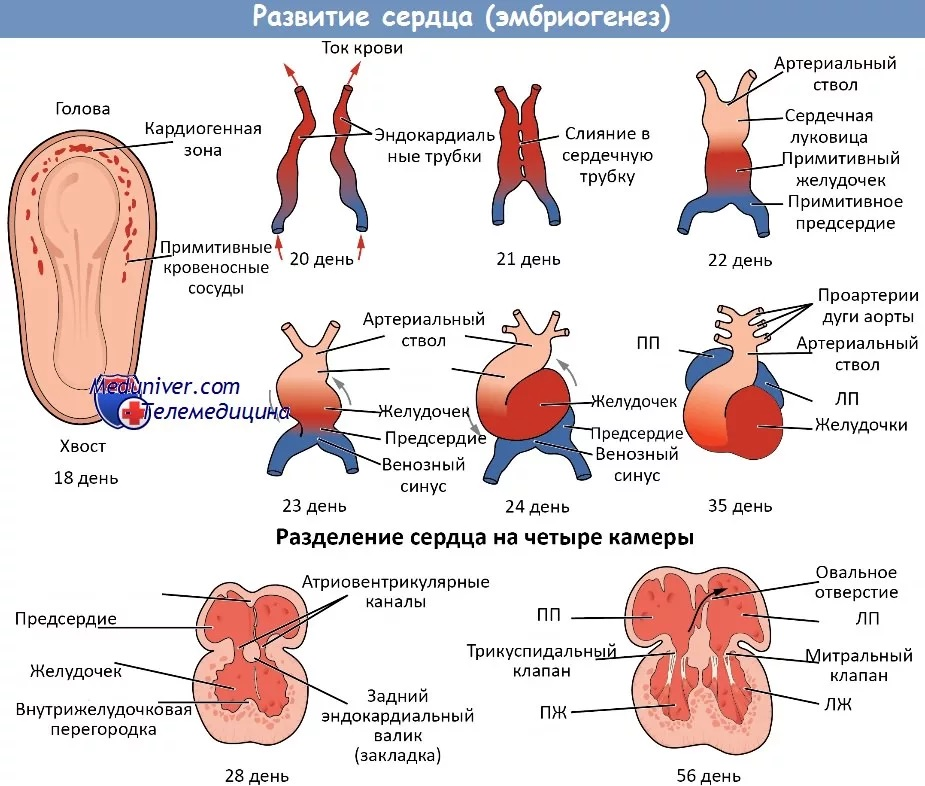 Развитие сердца (эмбриогенез)
Голова
Кардиогенная
зона
Примитивные
кровеносные
сосуды
Meduniver.com
Телемедицина
Хвост
18 день
Ток крови
Эндокардиаль
ные трубки
20 день
Слияние в
сердечную
трубку
21 день
Артериальный
ствол
Сердечная
луковица
Примитивный
желудочек
Примитивное
предсердие
22 день
Артериальный
ствол
Желудочек
Предсердие
Венозный
синус
23 день
Желудочек
Предсердие
Венозный
синус
24 день
Проартерии
дуги аорты
ПП
Артериальный
ствол
ЛП
Желудочки
35 день
Разделение сердца на четыре камеры
Атриовентрикулярные
каналы
Предсердие
Желудочек
Внутрижелудочковая
перегородка
Задний
эндокардиальный
валик
(закладка)
28 день
Овальное
отверстие
ПП
ЛП
Трикуспидальный
клапан
Митральный
клапан
ПЖ
ЛЖ
56 день